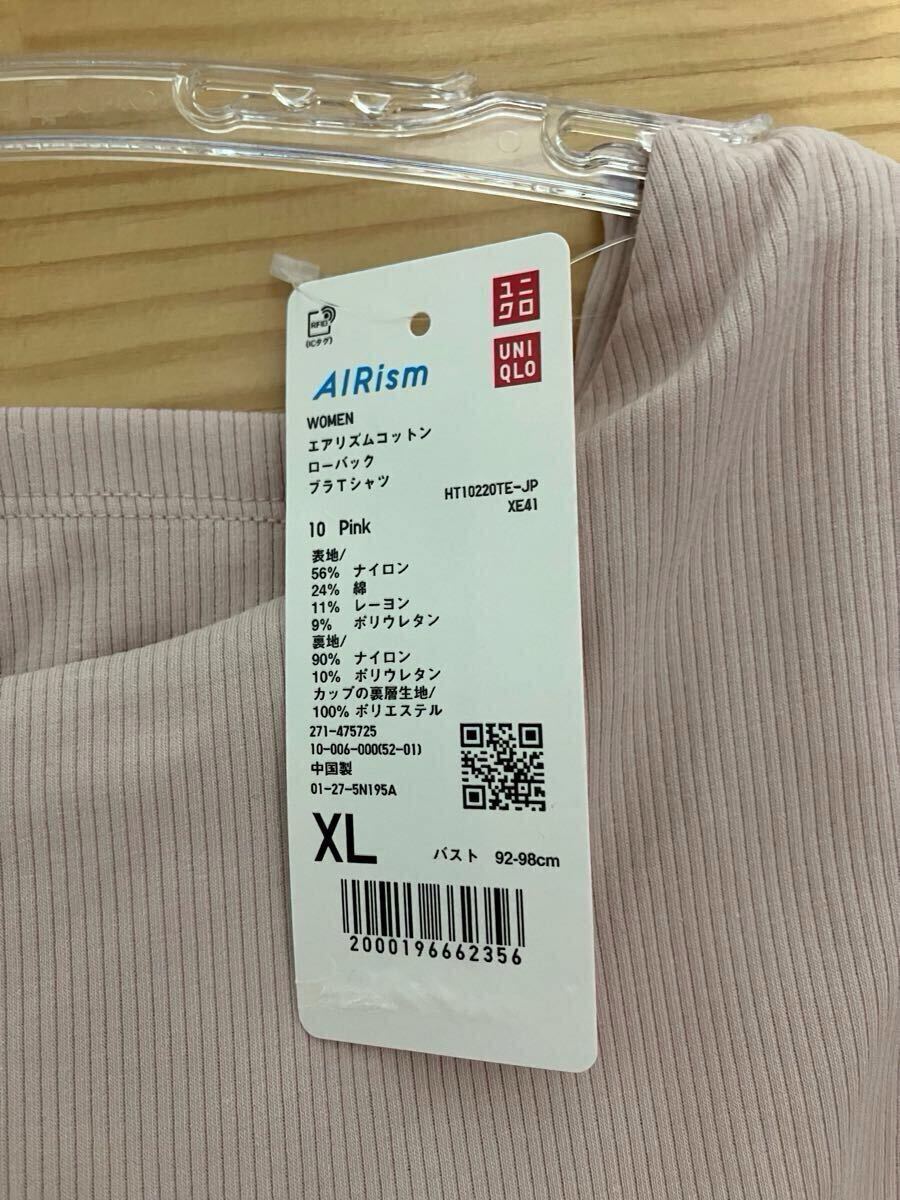 RFID
(ICタグ)
ユニ
クロ
UNI
QLO
AIRism
WOMEN
エアリズムコットン
ローバック
ブラTシャツ
HT10220TE-JP
XE41
10 Pink
表地/
56% ナイロン
24% 綿
11% レーヨン
9% ポリウレタン
裏地/
90% ナイロン
10% ポリウレタン
カップの裏層生地/
100% ポリエステル
271-475725
10-006-000(52-01)
中国製
01-27-5N195A
XL バスト 92-98cm
2000196662356